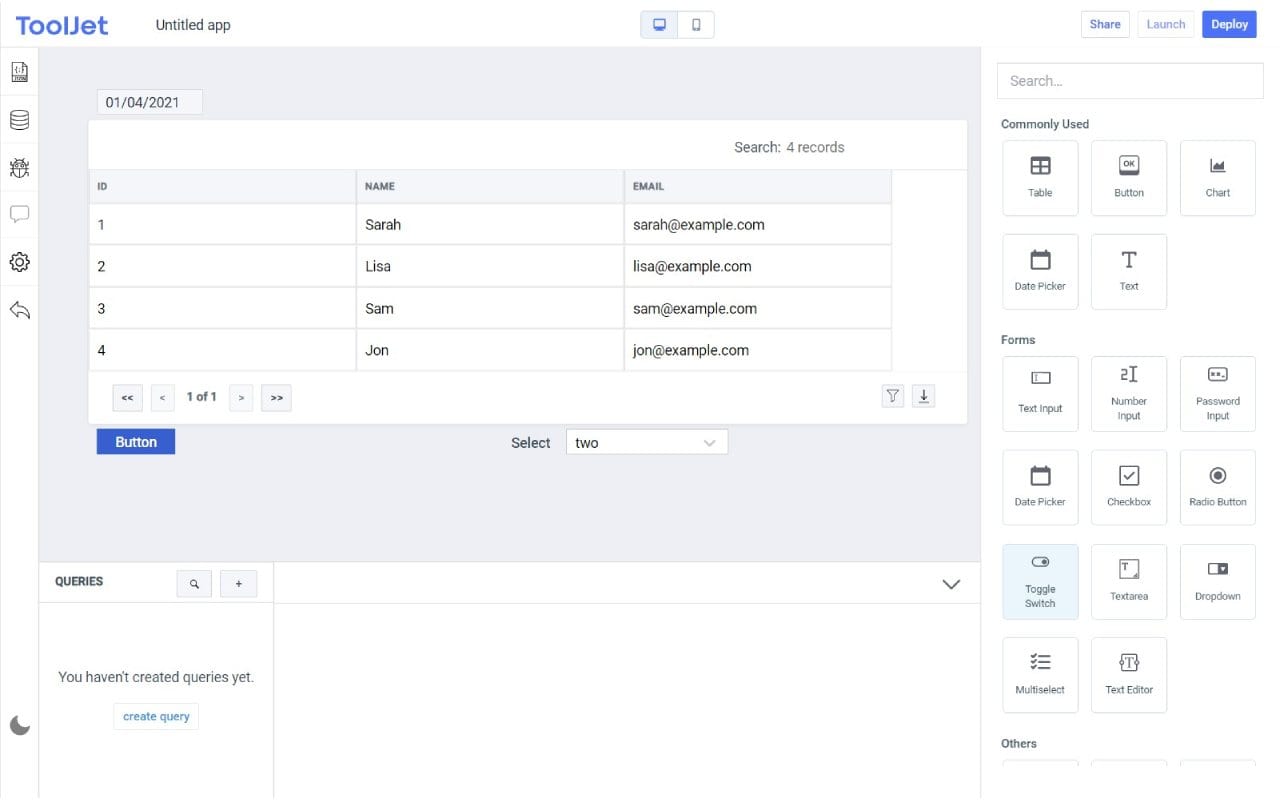 ToolJet
Untitled app
Share
Launch
Deploy
01/04/2021
Search: 4 records
ID NAME EMAIL
1 Sarah sarah@example.com
2 Lisa lisa@example.com
3 Sam sam@example.com
4 Jon jon@example.com
<< < 1 of 1 > >>
Button
Select two
QUERIES
+
You haven't created queries yet.
create query
Search...
Commonly Used
Table
OK
Button
Chart
Date Picker
Text
Forms
Text Input
Number
Input
Password
Input
Date Picker
Checkbox
Radio Button
Toggle
Switch
Textarea
Dropdown
Multiselect
Text Editor
Others